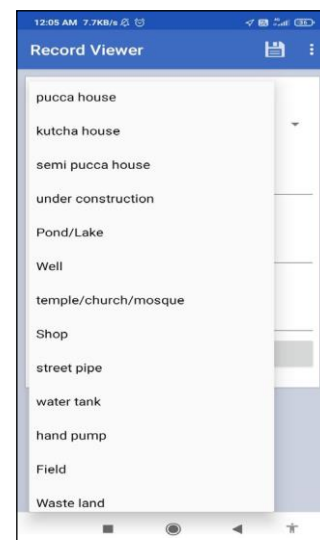 12:05 AM 7.7KB/s
Record Viewer
pucca house
kutcha house
semi pucca house
under construction
Pond/Lake
Well
temple/church/mosque
Shop
street pipe
water tank
hand pump
Field
Waste land